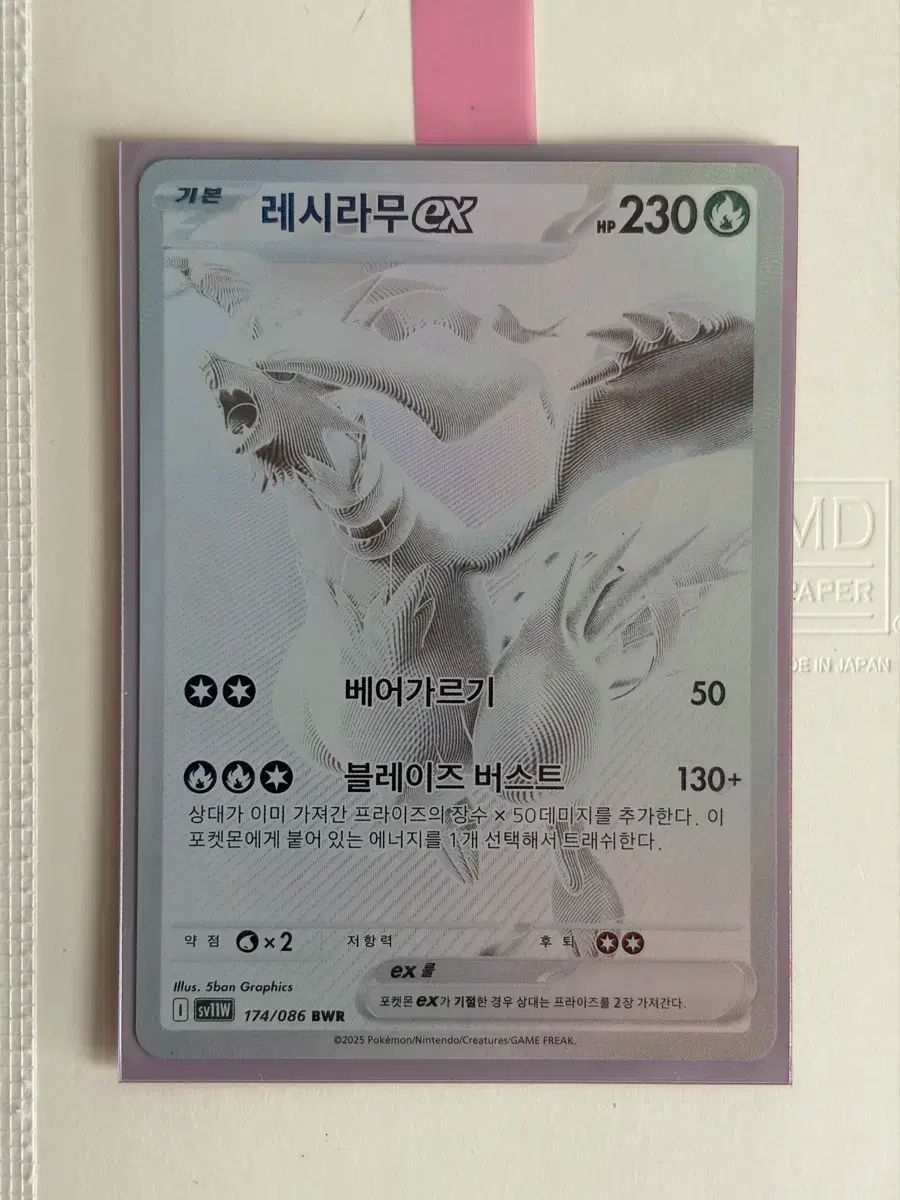 기본 레시라무 ex HP 230
베어가르기 50
블레이즈 버스트 130+
상대가 이미 가져간 프라이즈의 장수 × 50데미지를 추가한다. 이
포켓몬에게 붙어 있는 에너지를 1개 선택해서 트래쉬한다.
약점 ×2 저항력 후퇴
ex 룰
포켓몬 ex가 기절한 경우 상대는 프라이즈를 2장 가져간다.
Illus. 5ban Graphics
I sv11W 174/086 BWR
©2025 Pokémon/Nintendo/Creatures/GAME FREAK.
MD
PAPER
DE IN JAPAN